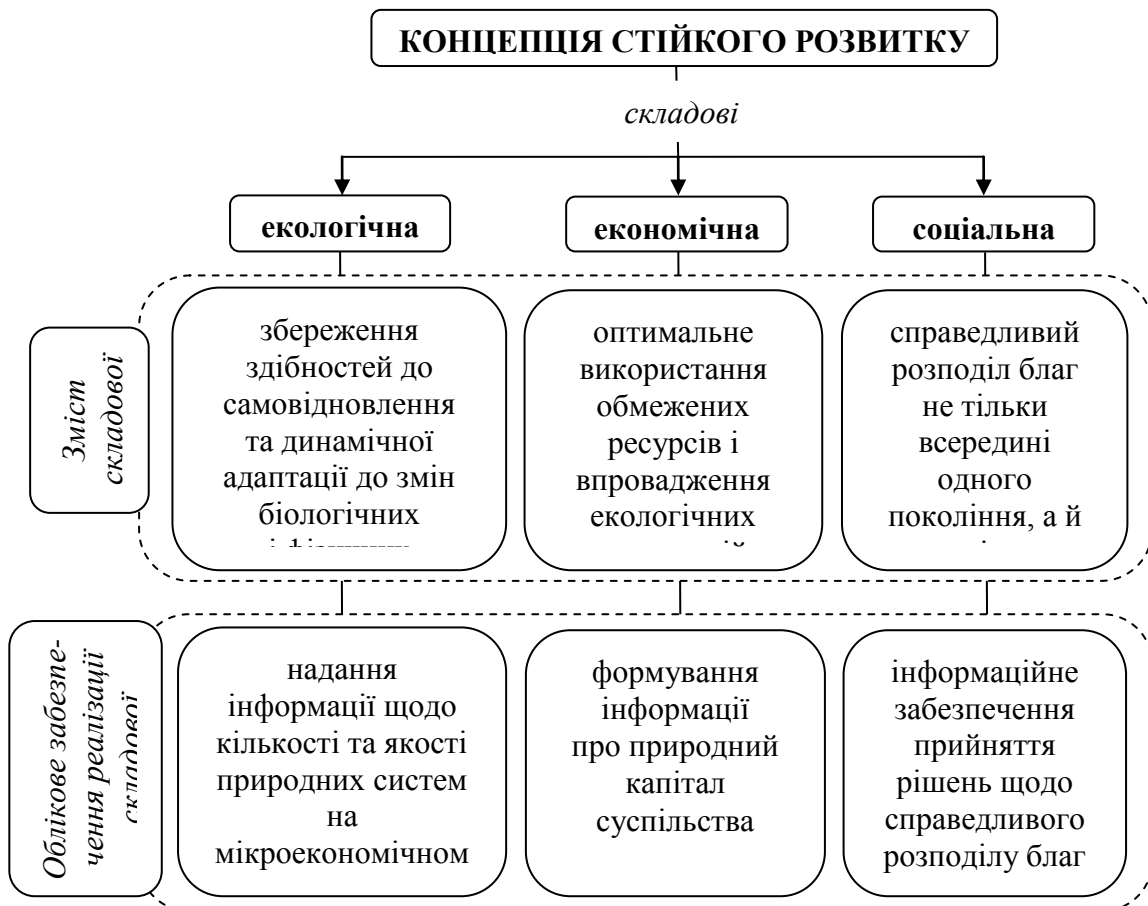 КОНЦЕПЦІЯ СТІЙКОГО РОЗВИТКУ
складові
екологічна
економічна
соціальна
Зміст
складової
збереження
здібностей до
самовідновлення
та динамічної
адаптації до змін
біологічних
оптимальне
використання
обмежених
ресурсів і
впровадження
екологічних
справедливий
розподіл благ
не тільки
всередині
одного
покоління, а й
Облікове забезпе-
чення реалізації
складової
надання
інформації щодо
кількості та якості
природних систем
на
мікроекономічном
формування
інформації
про природний
капітал
суспільства
інформаційне
забезпечення
прийняття
рішень щодо
справедливого
розподілу благ